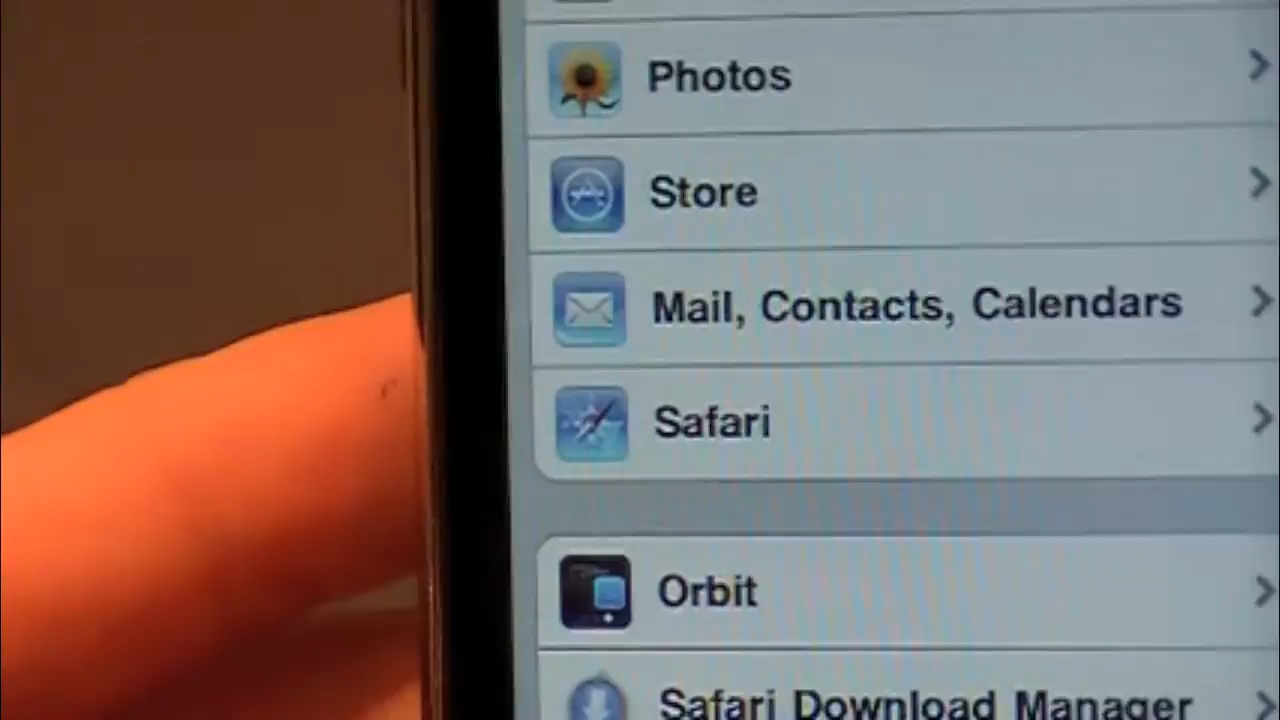 Photos
Store
Mail, Contacts, Calendars
Safari
Orbit
Safari Download Manager